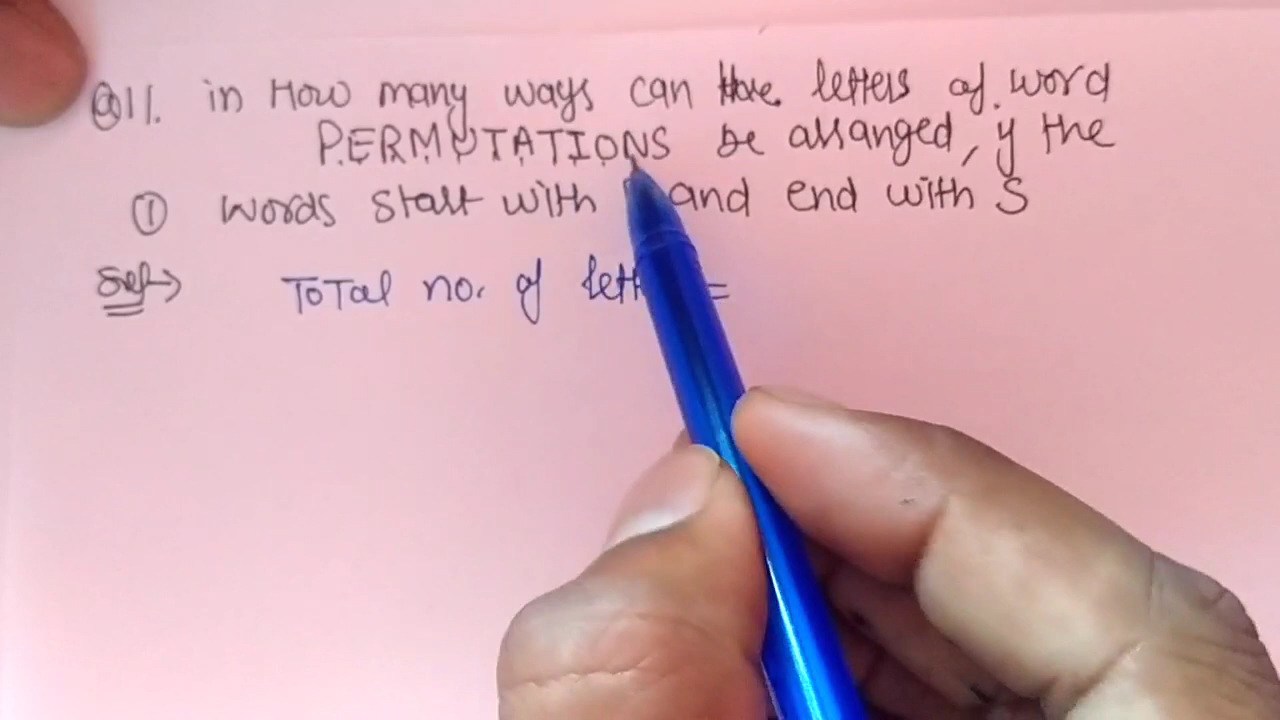 Q11. in How many ways can the letters of word
PERMUTATIONS be arranged, if the
① words start with and end with S
Sol→ Total no. of lett =